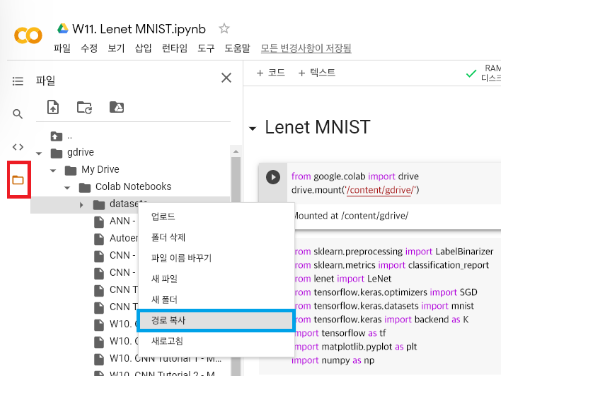 W11. Lenet MNIST.ipynb
파일 수정 보기 삽입 런타임 도구 도움말 모든 변경사항이 저장됨
파일
+ 코드 + 텍스트
RAM
디스크
..
gdrive
My Drive
Colab Notebooks
datasets
ANN -
CNN -
CNN -
CNN T
CNN T
W10. C
W10. C
W10. CNN Tutorial 1 - M...
W10. CNN Tutorial 2 - M...
업로드
폴더 삭제
파일 이름 바꾸기
새 파일
새 폴더
경로 복사
새로고침
Lenet MNIST
from google.colab import drive
drive.mount('/content/gdrive/')
Mounted at /content/gdrive/
from sklearn.preprocessing import LabelBinarizer
from sklearn.metrics import classification_report
from lenet import LeNet
from tensorflow.keras.optimizers import SGD
from tensorflow.keras.datasets import mnist
from tensorflow.keras import backend as K
import tensorflow as tf
import matplotlib.pyplot as plt
import numpy as np